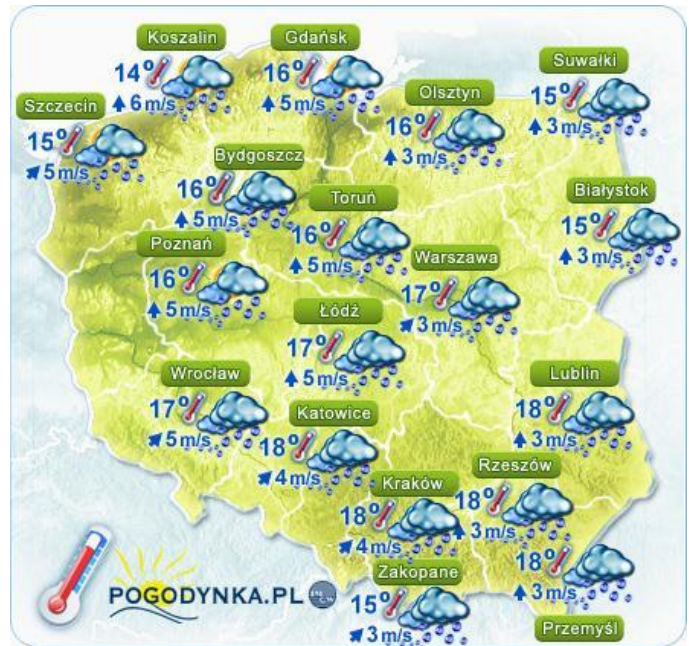 Koszalin
14°
6 m/s
Gdańsk
16°
5 m/s
Suwałki
15°
3 m/s
Szczecin
15°
5 m/s
Olsztyn
16°
3 m/s
Bydgoszcz
16°
5 m/s
Toruń
16°
5 m/s
Białystok
15°
3 m/s
Poznań
16°
5 m/s
Warszawa
17°
3 m/s
Łódź
17°
5 m/s
Wrocław
17°
5 m/s
Katowice
18°
4 m/s
Lublin
18°
3 m/s
Kraków
18°
4 m/s
Rzeszów
18°
3 m/s
Zakopane
15°
3 m/s
18°
3 m/s
Przemyśl
POGODYNKA.PL